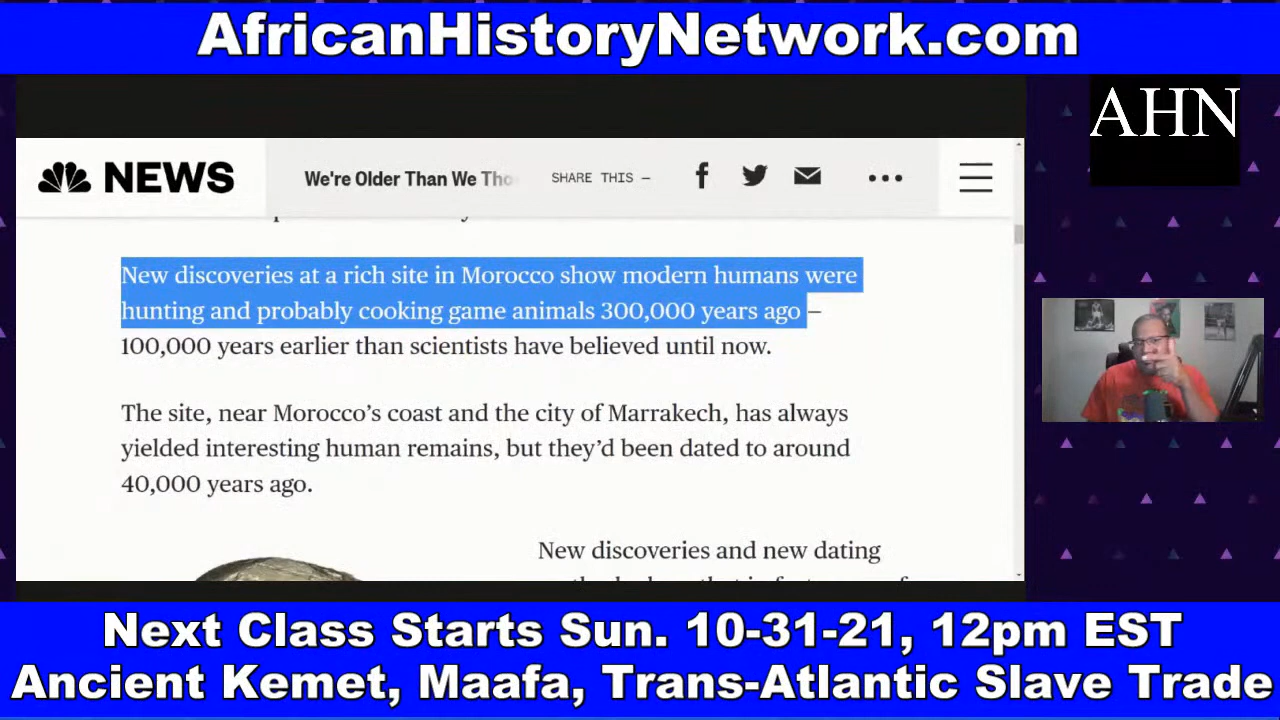 AfricanHistoryNetwork.com
AHN
NEWS
We're Older Than We Tho
SHARE THIS —
New discoveries at a rich site in Morocco show modern humans were
hunting and probably cooking game animals 300,000 years ago —
100,000 years earlier than scientists have believed until now.
The site, near Morocco's coast and the city of Marrakech, has always
yielded interesting human remains, but they'd been dated to around
40,000 years ago.
New discoveries and new dating
Next Class Starts Sun. 10-31-21, 12pm EST
Ancient Kemet, Maafa, Trans-Atlantic Slave Trade